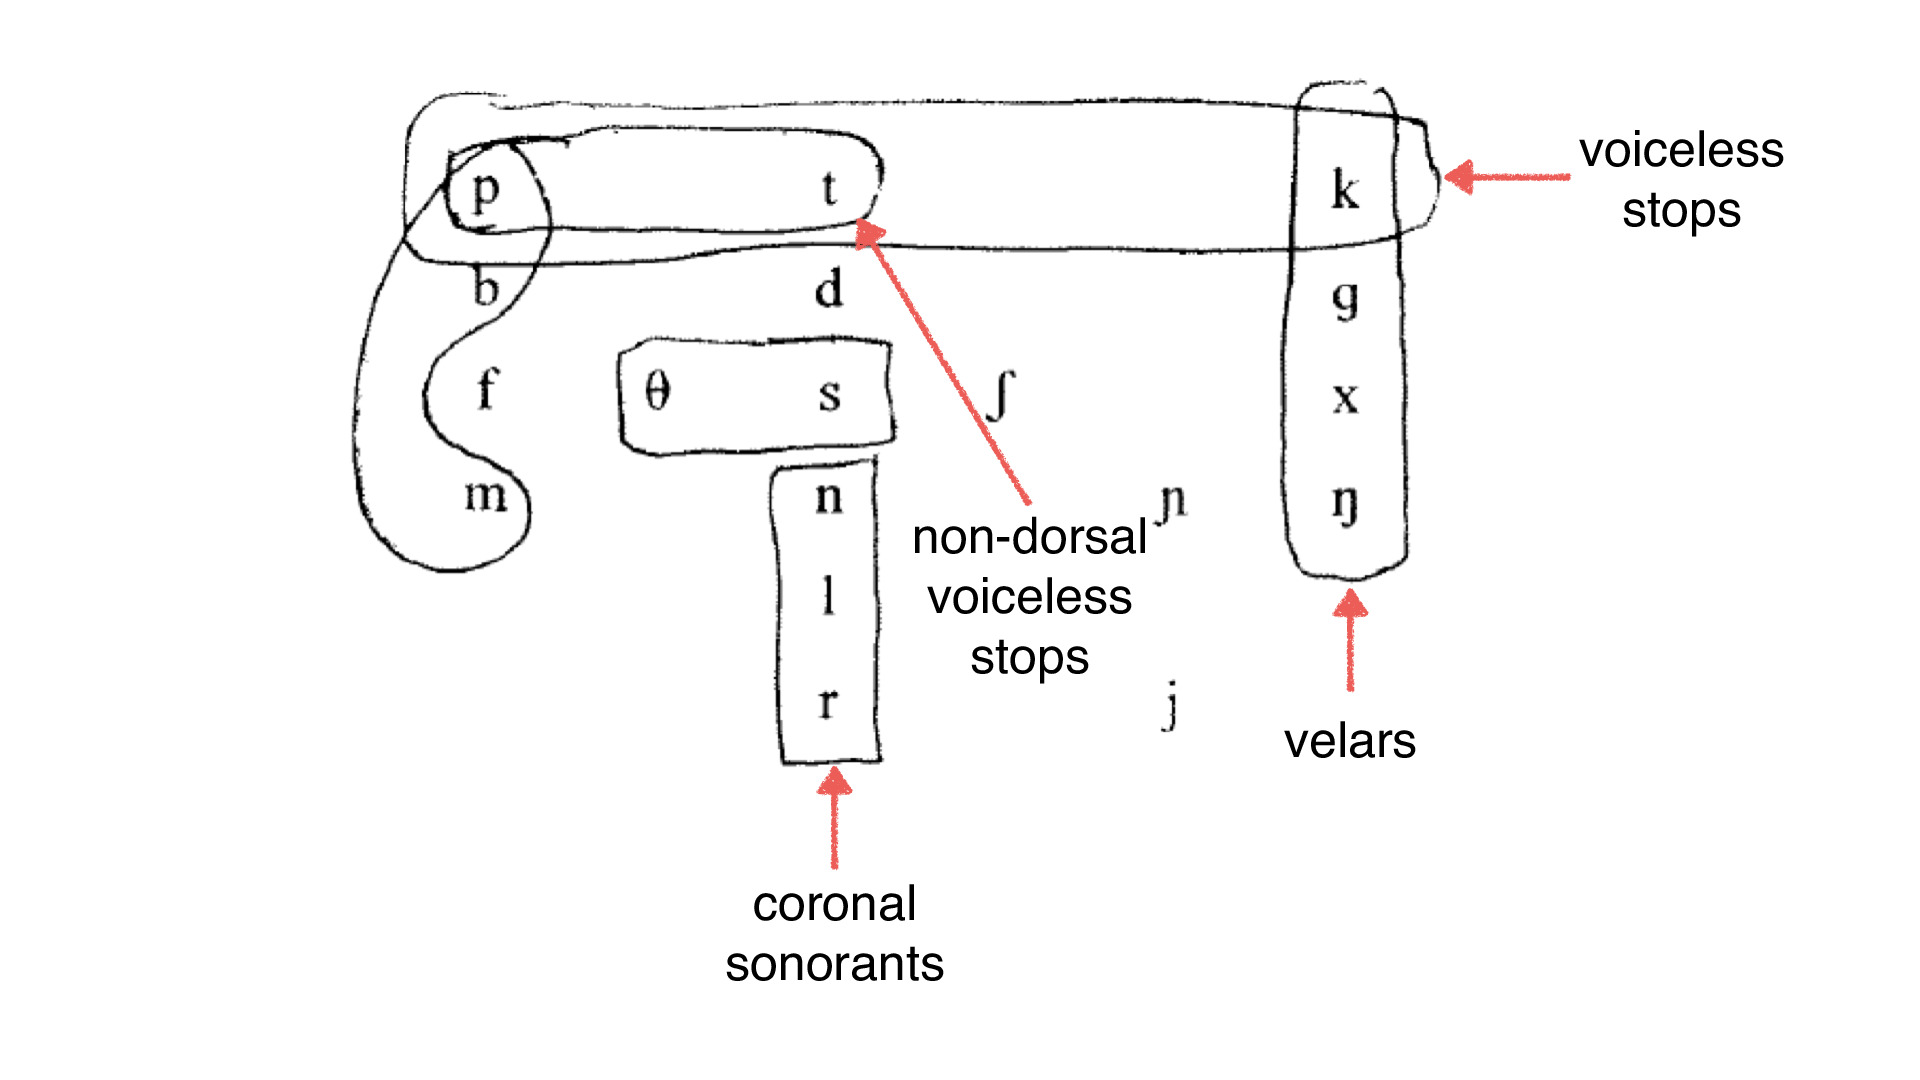 p t k
voiceless
stops
b d g
f θ s ʃ x
m n ɲ ŋ
non-dorsal
voiceless
stops
l
r j
velars
coronal
sonorants